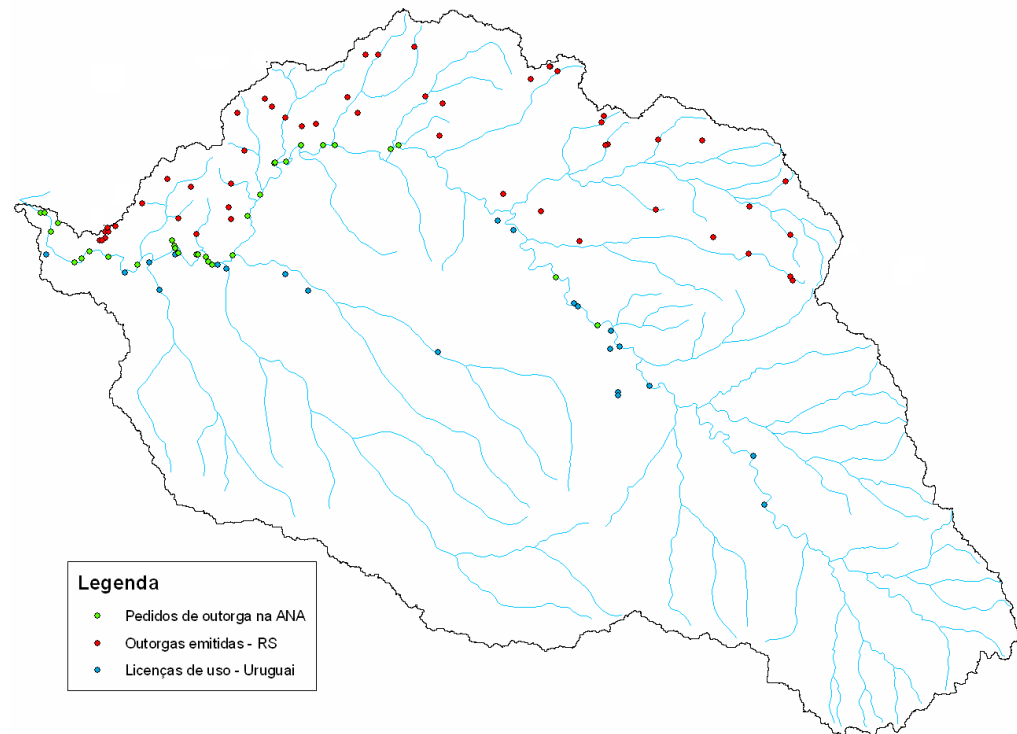 Legenda
Pedidos de outorga na ANA
Outorgas emitidas - RS
Licenças de uso - Uruguai